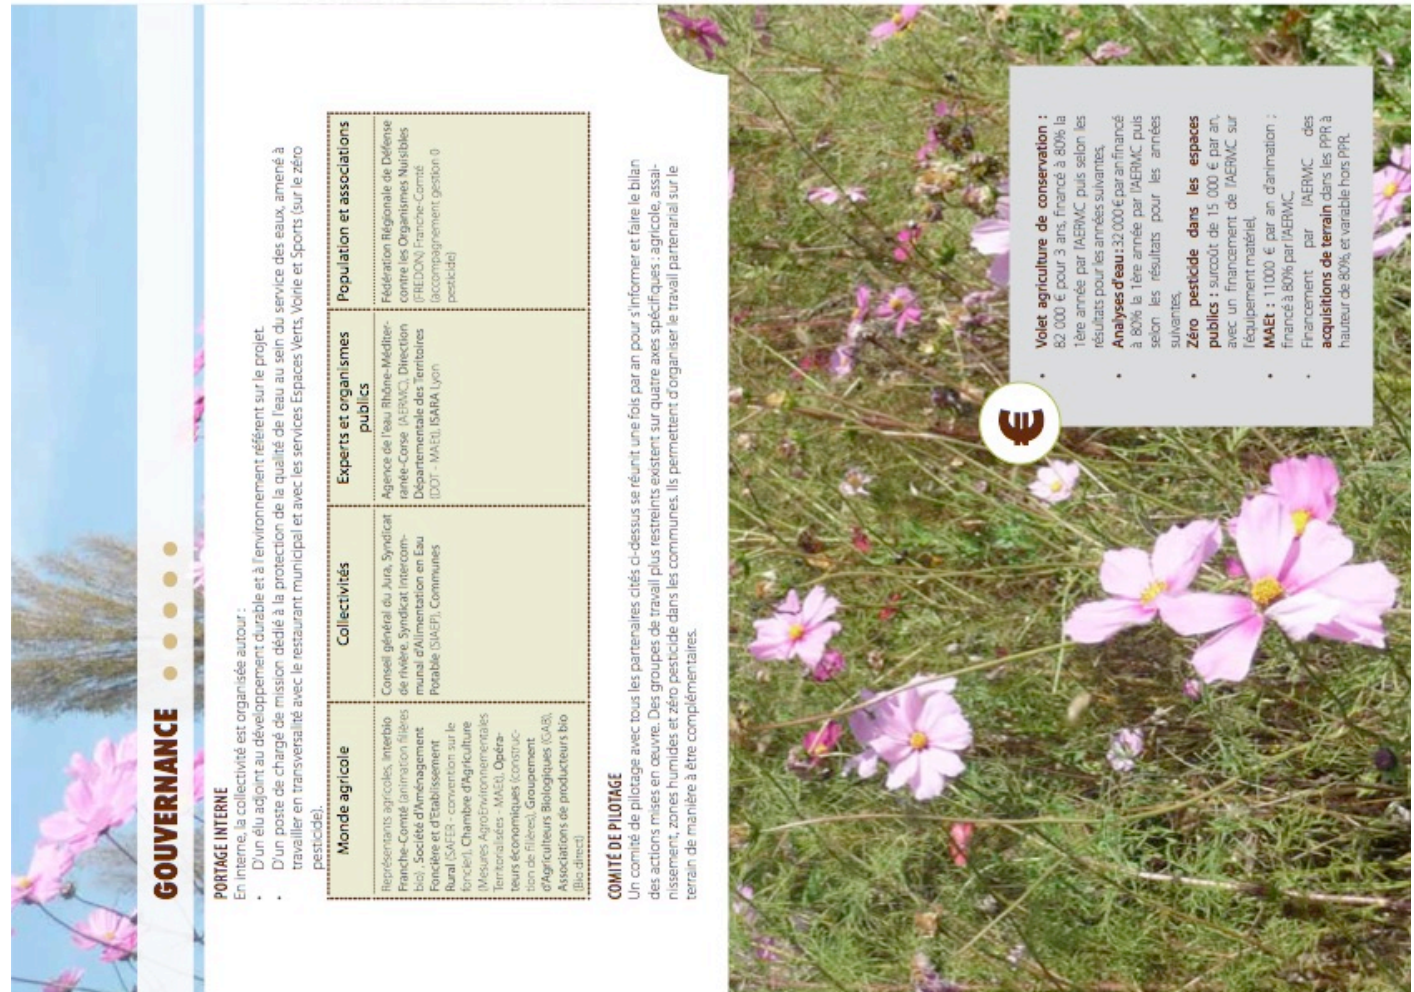 GOUVERNANCE
PORTAGE INTERNE
En interne, la collectivité est organisée autour :
• D'un élu adjoint au développement durable et à l'environnement référent sur le projet.
• D'un poste de chargé de mission dédié à la protection de la qualité de l'eau au sein du service des eaux, amené à
travailler en transversalité avec le restaurant municipal et avec les services Espaces Verts, Voirie et Sports (sur le zéro
pesticide).
Monde agricole
Représentants agricoles, Interbio
Franche-Comté (animation filières
bio), Société d'Aménagement
Foncière et d'Etablissement
Rural (SAFER - convention sur le
foncier), Chambre d'Agriculture
(Mesures AgroEnvironnementales
Territorialisées - MAEt), Opéra-
teurs économiques (construc-
tion de filières), Groupement
d'Agriculteurs Biologiques (GAB),
Associations de producteurs bio
(Bio direct)
Collectivités
Conseil général du Jura, Syndicat
de rivière, Syndicat Intercom-
munal d'Alimentation en Eau
Potable (SIAEP), Communes
Experts et organismes
publics
Agence de l'eau Rhône-Méditer-
ranée-Corse (AERMC), Direction
Départementale des Territoires
(DDT - MAEt), ISARA Lyon
Population et associations
Fédération Régionale de Défense
contre les Organismes Nuisibles
(FREDON) Franche-Comté
(accompagnement gestion 0
pesticide)
COMITÉ DE PILOTAGE
Un comité de pilotage avec tous les partenaires cités ci-dessus se réunit une fois par an pour s'informer et faire le bilan
des actions mises en œuvre. Des groupes de travail plus restreints existent sur quatre axes spécifiques : agricole, assai-
nissement, zones humides et zéro pesticide dans les communes. Ils permettent d'organiser le travail partenarial sur le
terrain de manière à être complémentaires.
€
• Volet agriculture de conservation :
82 000 € pour 3 ans, financé à 80% la
1ère année par l'AERMC, puis selon les
résultats pour les années suivantes,
• Analyses d'eau : 32 000 € par an financé
à 80% la 1ère année par l'AERMC puis
selon les résultats pour les années
suivantes,
• Zéro pesticide dans les espaces
publics : surcoût de 15 000 € par an,
avec un financement de l'AERMC sur
l'équipement matériel,
• MAEt : 11000 € par an d'animation :
financé à 80% par l'AERMC,
• Financement par l'AERMC des
acquisitions de terrain dans les PPR à
hauteur de 80%, et variable hors PPR.